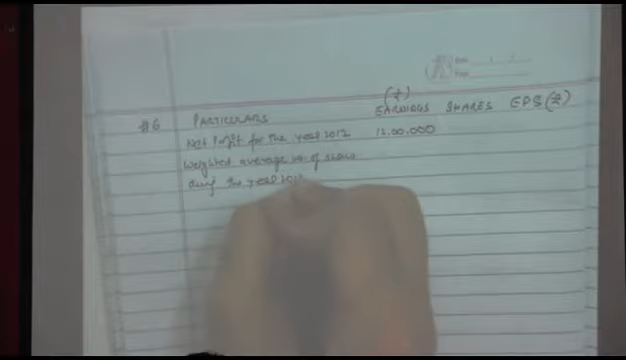 (₹)
#6 PARTICULARS EARNINGS SHARES EPS (₹)
Net Profit for the year 2012 12,00,000
Weighted average no. of share
during the year 2012